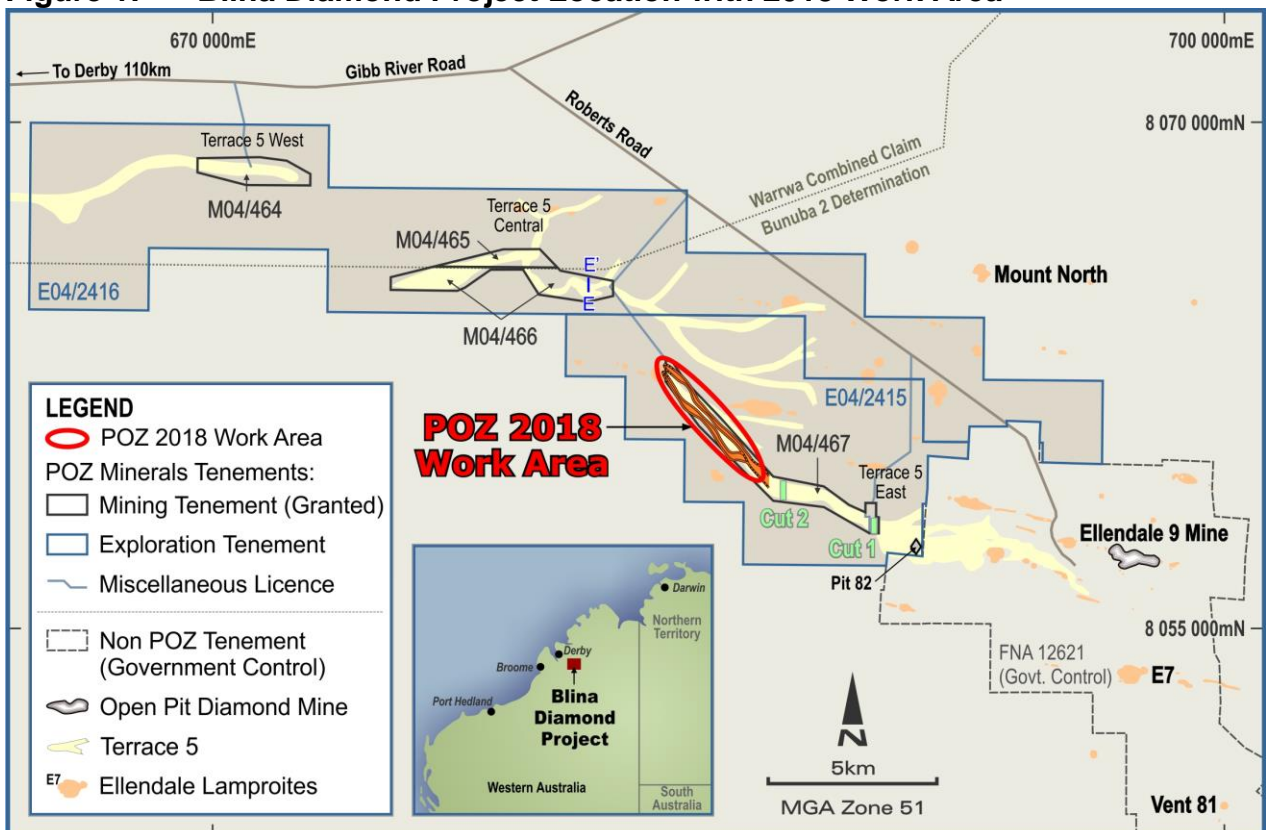 Figure 1. Blina Diamond Project Location with 2018 Work Area
670 000mE
700 000mE
To Derby 110km
Gibb River Road
Roberts Road
8 070 000mN
Terrace 5 West
Warrwa Combined Claim
Bunuba 2 Determination
M04/464
Terrace 5
Central
M04/465
E'
E
Mount North
E04/2416
M04/466
E04/2415
POZ 2018
Work Area
M04/467
Terrace 5
East
Cut 2
Cut 1
Ellendale 9 Mine
Pit 82
8 055 000mN
FNA 12621
(Govt. Control)
E7
Vent 81
LEGEND
POZ 2018 Work Area
POZ Minerals Tenements:
Mining Tenement (Granted)
Exploration Tenement
Miscellaneous Licence
Non POZ Tenement
(Government Control)
Open Pit Diamond Mine
Terrace 5
E7
Ellendale Lamproites
Darwin
Northern
Territory
Derby
Broome
Blina
Diamond
Project
Port Hedland
Western Australia
South
Australia
N
5km
MGA Zone 51